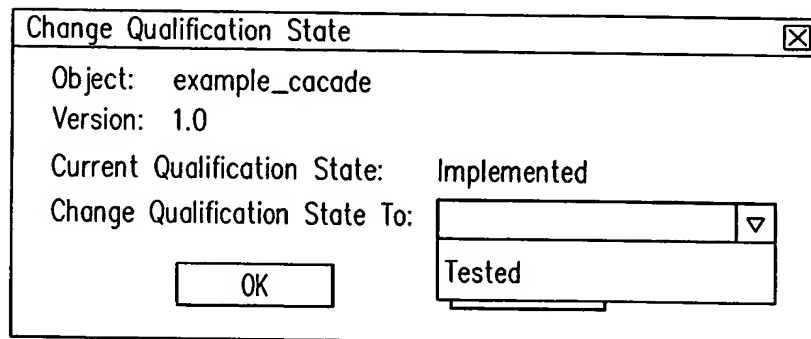 Change Qualification State
Object: example_cacade
Version: 1.0
Current Qualification State: Implemented
Change Qualification State To:
Tested
OK